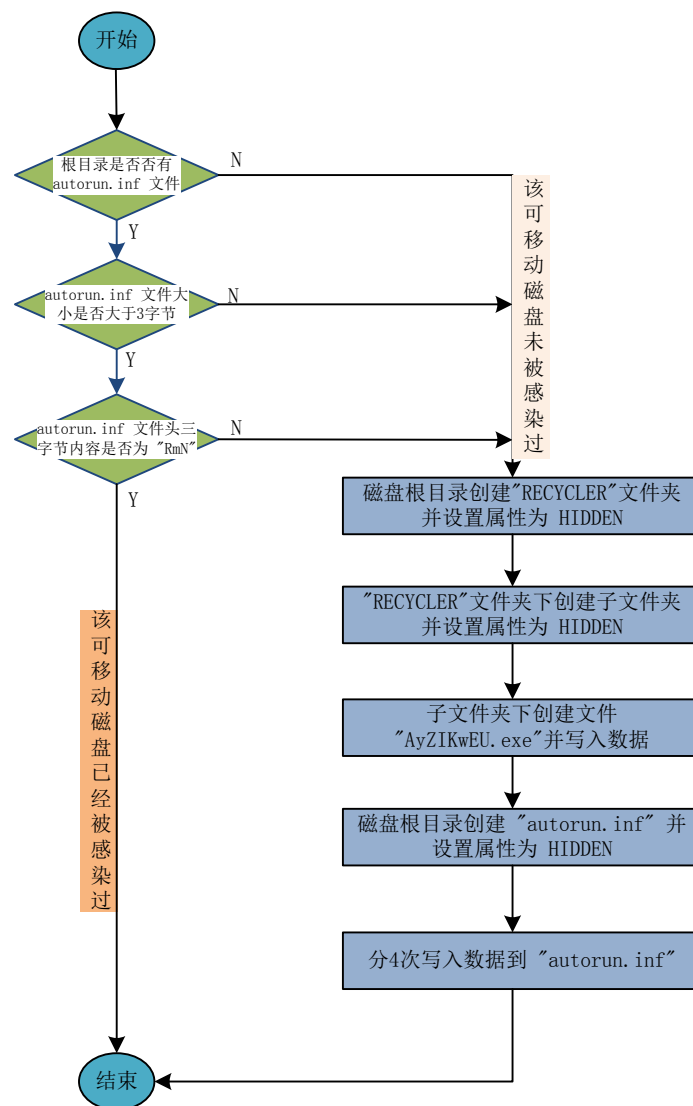 开始
根目录是否否有
autorun.inf 文件
N
Y
autorun.inf 文件大
小是否大于3字节
N
Y
autorun.inf 文件头三
字节内容是否为 "RmN"
N
Y
该可移动磁盘未被感染过
磁盘根目录创建"RECYCLER"文件夹
并设置属性为 HIDDEN
"RECYCLER"文件夹下创建子文件夹
并设置属性为 HIDDEN
子文件夹下创建文件
"AyZIKwEU.exe"并写入数据
磁盘根目录创建 "autorun.inf" 并
设置属性为 HIDDEN
分4次写入数据到 "autorun.inf"
该可移动磁盘已经被感染过
结束